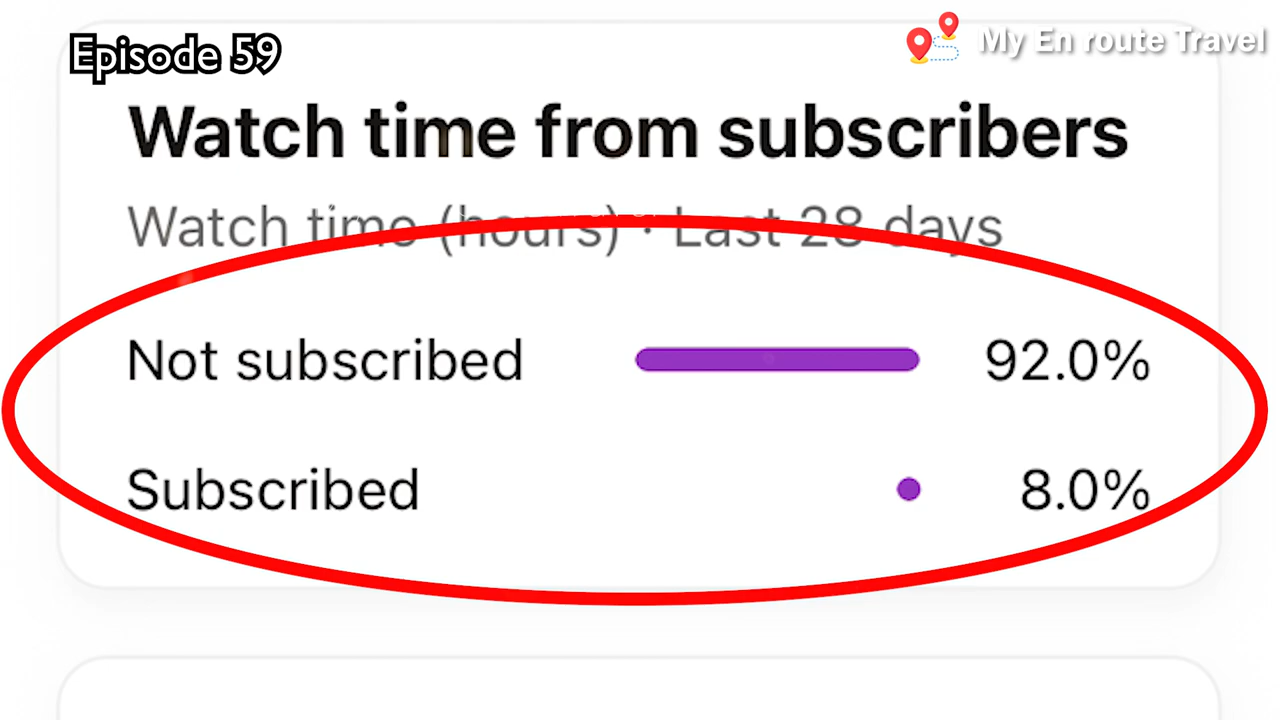 Episode 59
My En route Travel
Watch time from subscribers
Watch time (hours) · Last 28 days
Not subscribed 92.0%
Subscribed 8.0%